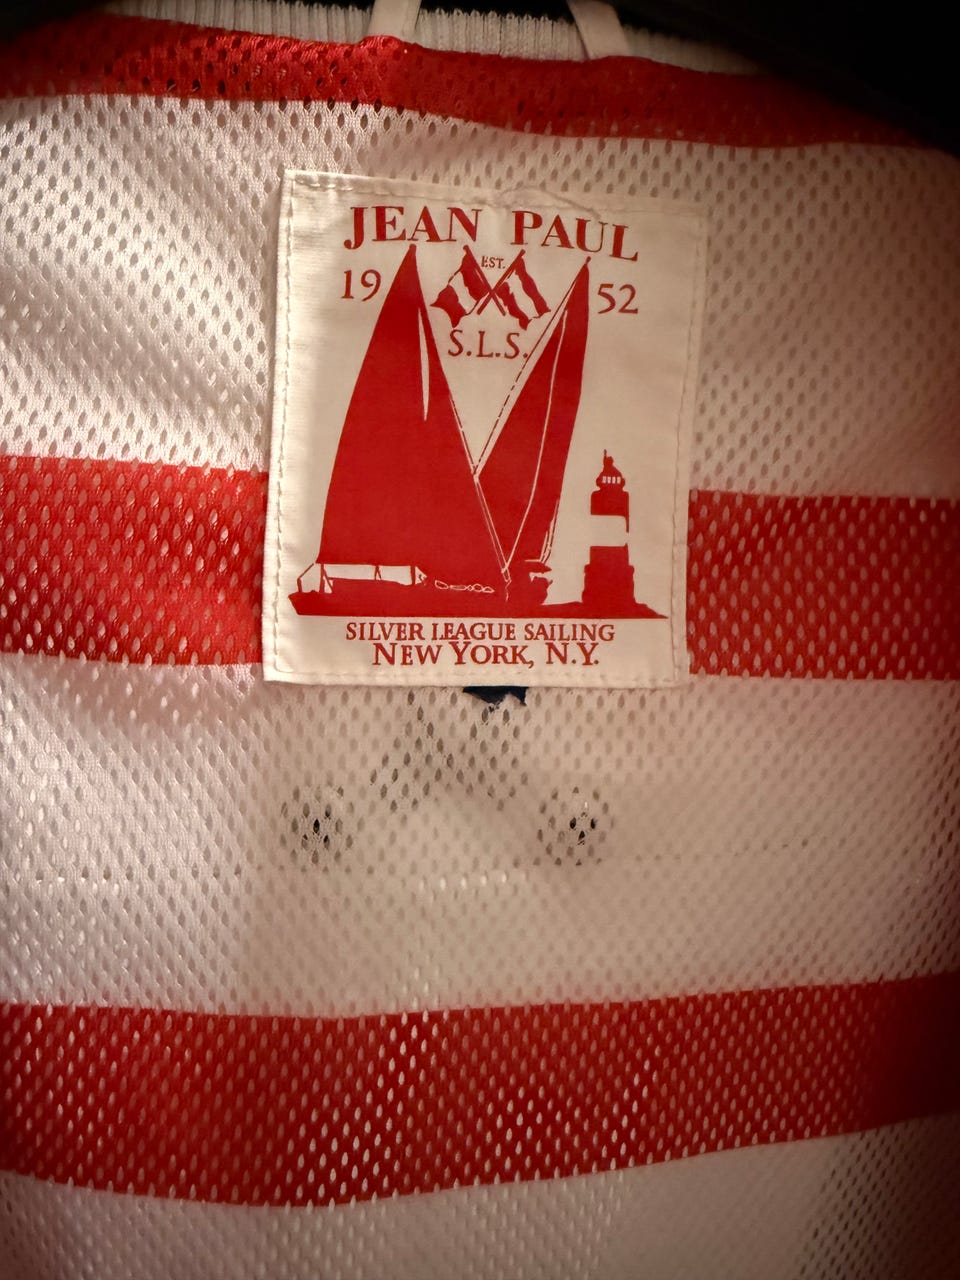 JEAN PAUL
EST.
19 52
S.L.S.
SILVER LEAGUE SAILING
NEW YORK, N.Y.